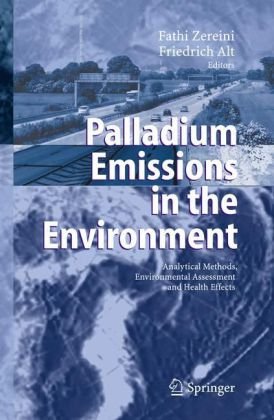 Fathi Zereini
Friedrich Alt
Editors
Palladium
Emissions
in the
Environment
Analytical Methods,
Environmental Assessment
and Health Effects
Springer